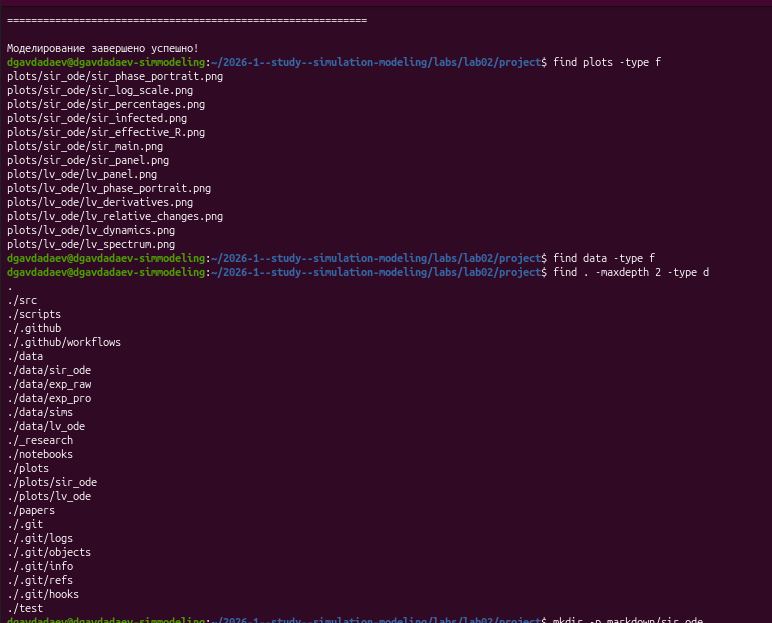 ============================================================
Моделирование завершено успешно!
dgavdadaev@dgavdadaev-simmodeling:~/2026-1--study--simulation-modeling/labs/lab02/project$ find plots -type f
plots/sir_ode/sir_phase_portrait.png
plots/sir_ode/sir_log_scale.png
plots/sir_ode/sir_percentages.png
plots/sir_ode/sir_infected.png
plots/sir_ode/sir_effective_R.png
plots/sir_ode/sir_main.png
plots/sir_ode/sir_panel.png
plots/lv_ode/lv_panel.png
plots/lv_ode/lv_phase_portrait.png
plots/lv_ode/lv_derivatives.png
plots/lv_ode/lv_relative_changes.png
plots/lv_ode/lv_dynamics.png
plots/lv_ode/lv_spectrum.png
dgavdadaev@dgavdadaev-simmodeling:~/2026-1--study--simulation-modeling/labs/lab02/project$ find data -type f
dgavdadaev@dgavdadaev-simmodeling:~/2026-1--study--simulation-modeling/labs/lab02/project$ find . -maxdepth 2 -type d
.
./src
./scripts
./.github
./.github/workflows
./data
./data/sir_ode
./data/exp_raw
./data/exp_pro
./data/sims
./data/lv_ode
./_research
./notebooks
./plots
./plots/sir_ode
./plots/lv_ode
./papers
./.git
./.git/logs
./.git/objects
./.git/info
./.git/refs
./.git/hooks
./test
dgavdadaev@dgavdadaev-simmodeling:~/2026-1--study--simulation-modeling/labs/lab02/project$ mkdir -p markdown/sir_ode